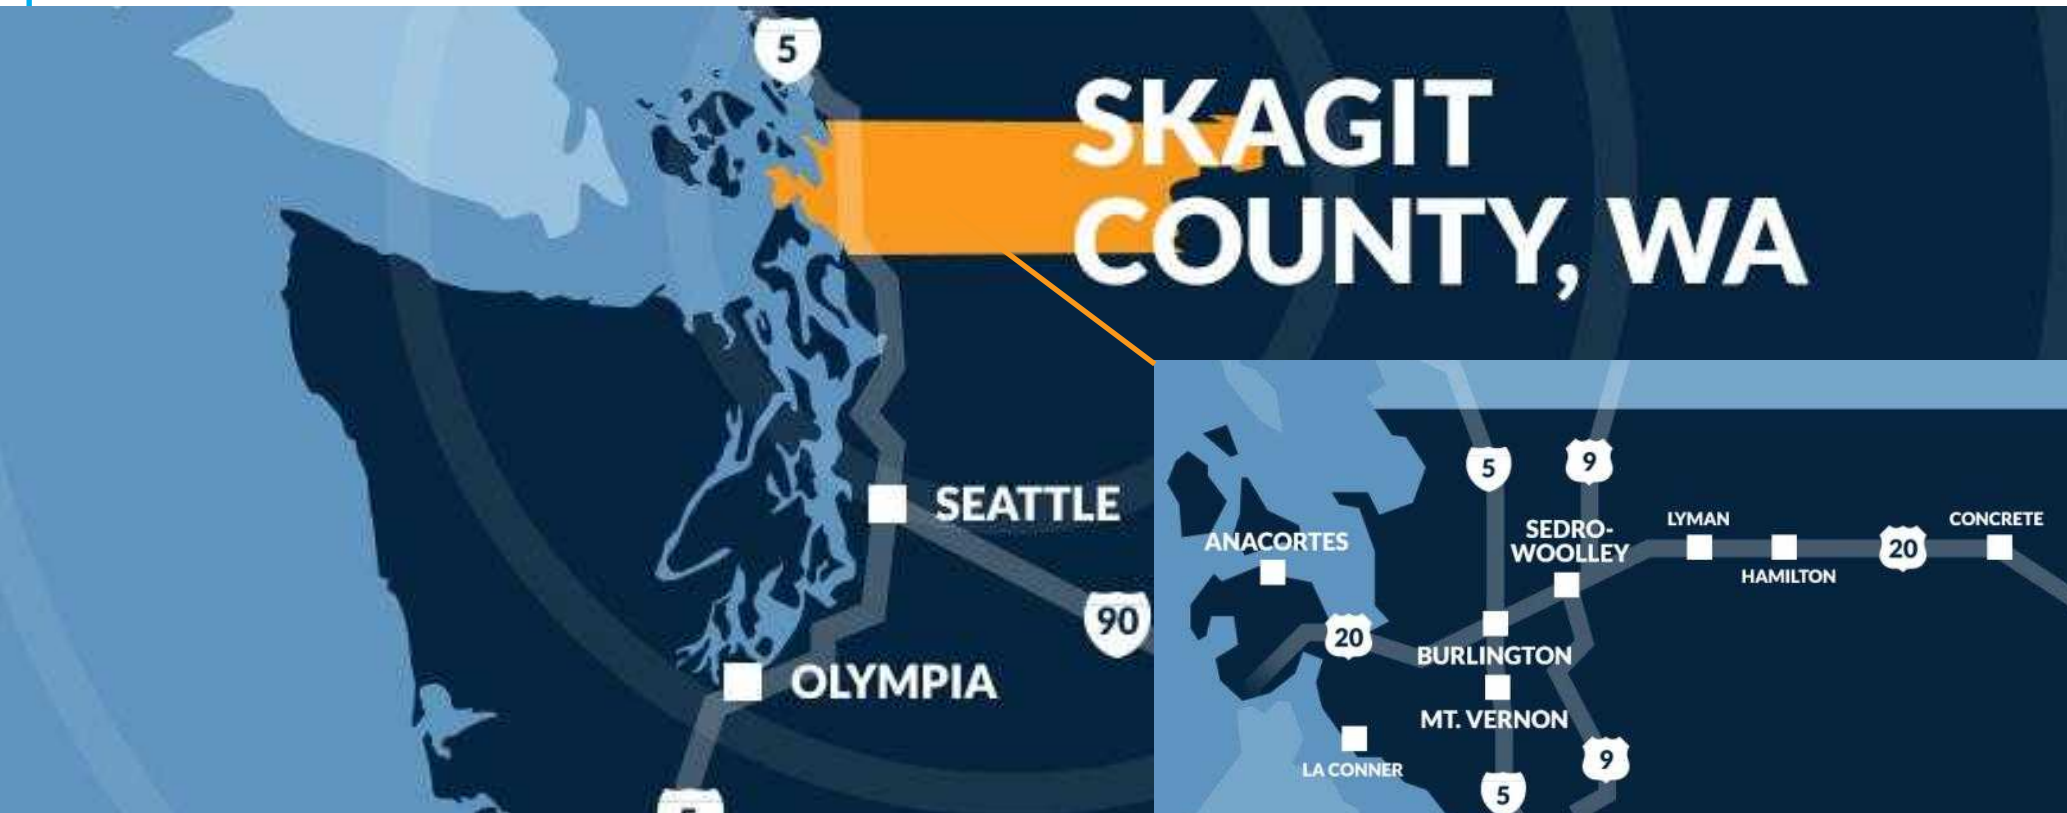 5
SKAGIT
COUNTY, WA
SEATTLE
90
OLYMPIA
5
5
9
SEDRO-
WOOLLEY
LYMAN
CONCRETE
20
HAMILTON
ANACORTES
20
BURLINGTON
MT. VERNON
LA CONNER
9
5